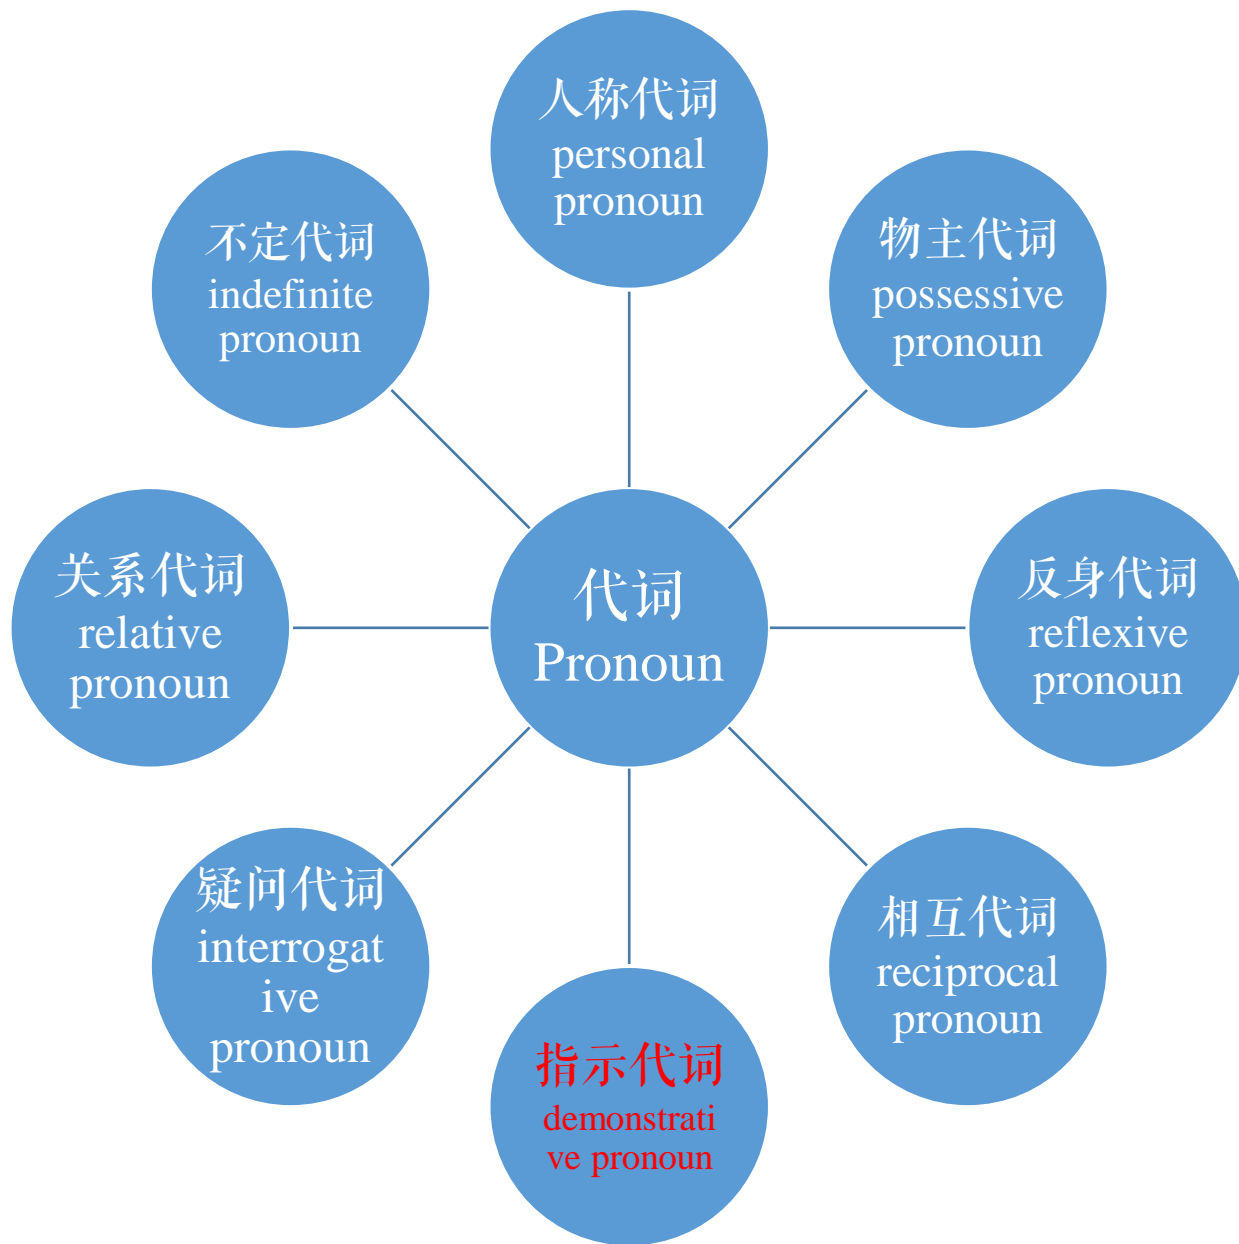 人称代词
personal
pronoun
不定代词
indefinite
pronoun
物主代词
possessive
pronoun
关系代词
relative
pronoun
代词
Pronoun
反身代词
reflexive
pronoun
疑问代词
interrogat
ive
pronoun
相互代词
reciprocal
pronoun
指示代词
demonstrati
ve pronoun